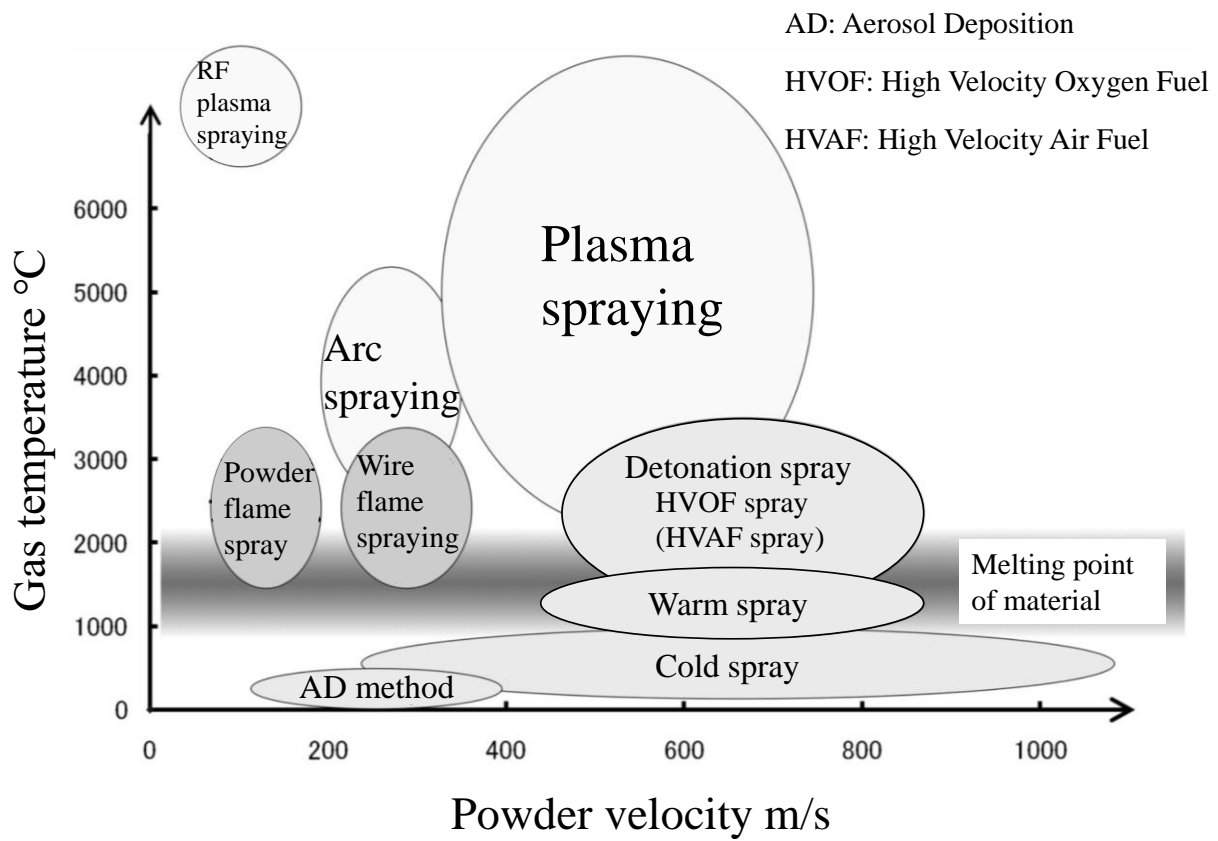 AD: Aerosol Deposition
HVOF: High Velocity Oxygen Fuel
HVAF: High Velocity Air Fuel
RF
plasma
spraying
Plasma
spraying
Arc
spraying
Powder
flame
spray
Wire
flame
spraying
Detonation spray
HVOF spray
(HVAF spray)
Melting point
of material
Warm spray
Cold spray
AD method
Gas temperature °C
6000
5000
4000
3000
2000
1000
0
0
200
400
600
800
1000
Powder velocity m/s